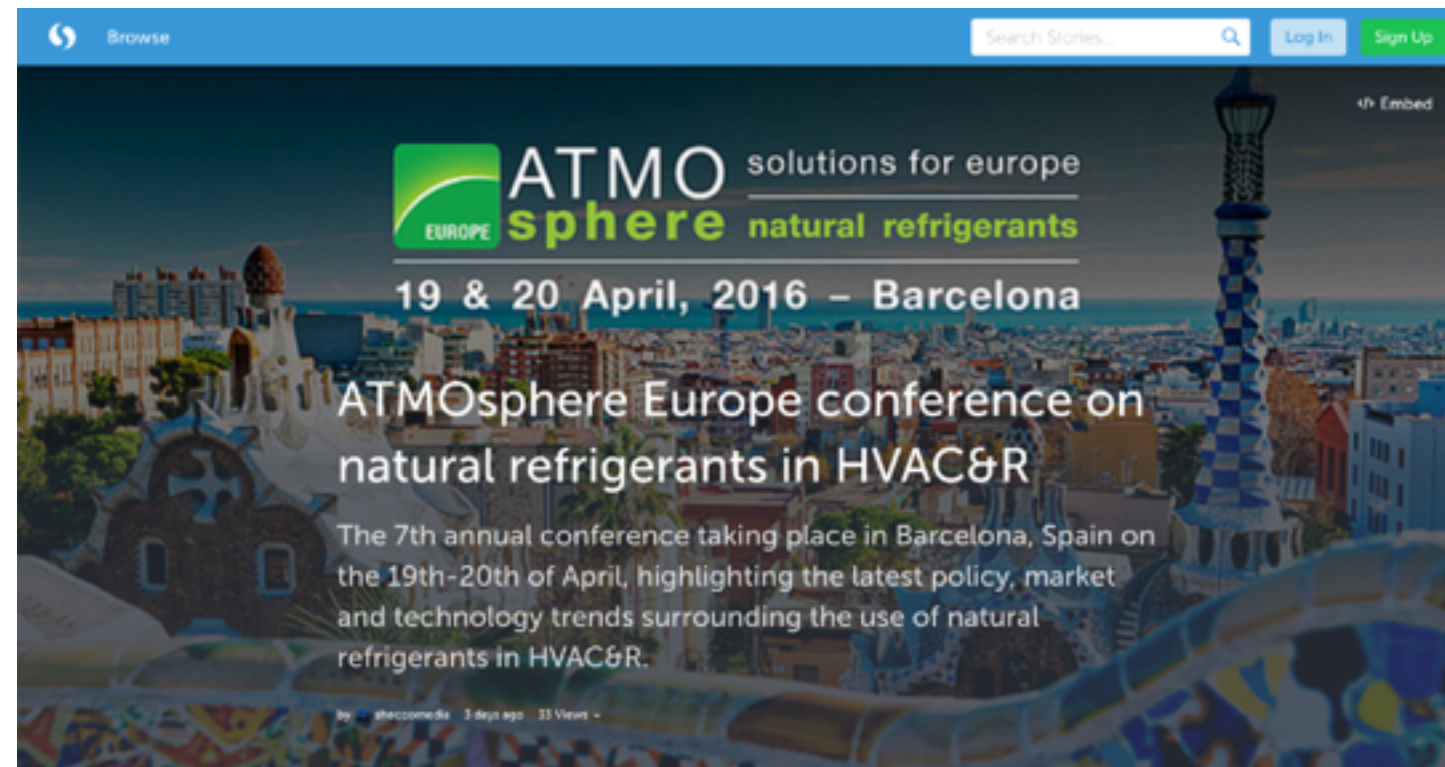 Browse
Search Stories...
Log In
Sign Up
</> Embed
EUROPE
ATMO
sphere
solutions for europe
natural refrigerants
19 & 20 April, 2016 – Barcelona
ATMOsphere Europe conference on
natural refrigerants in HVAC&R
The 7th annual conference taking place in Barcelona, Spain on
the 19th-20th of April, highlighting the latest policy, market
and technology trends surrounding the use of natural
refrigerants in HVAC&R.
by sheccomedia 3 days ago 33 Views